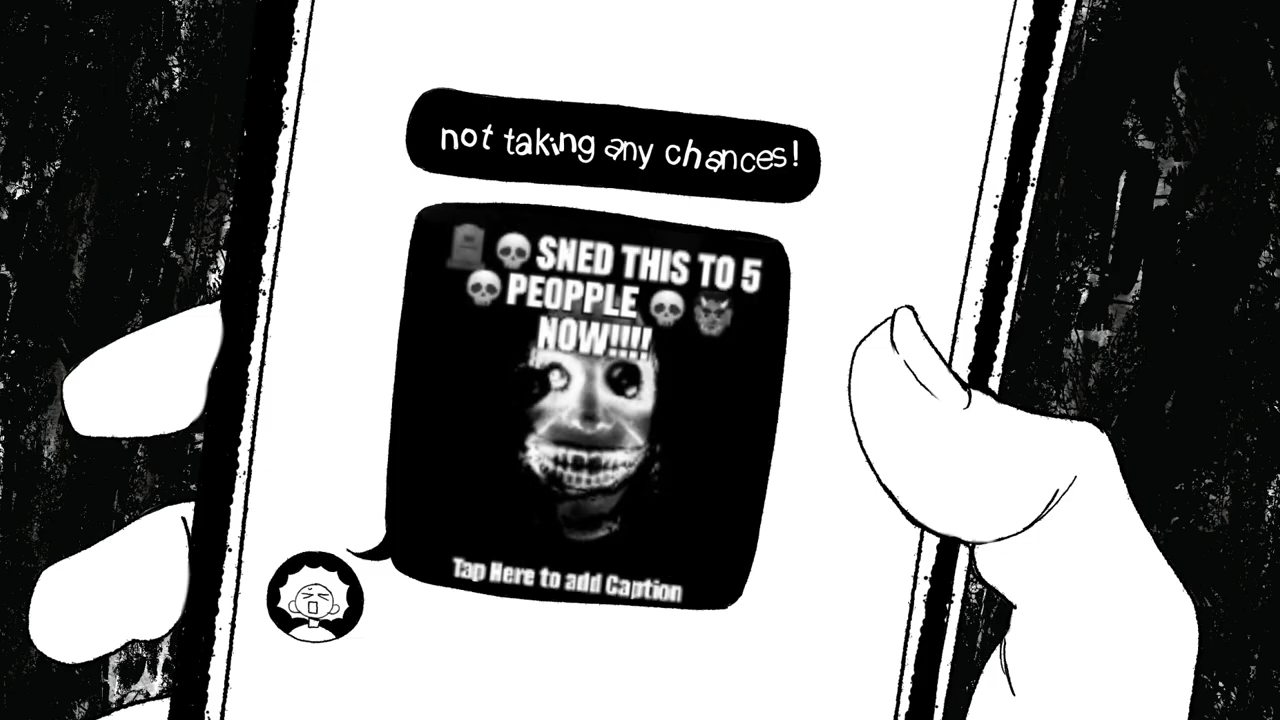 not taking any chances!
SNED THIS TO 5
PEOPPLE
NOW!!!!
Tap Here to add Caption